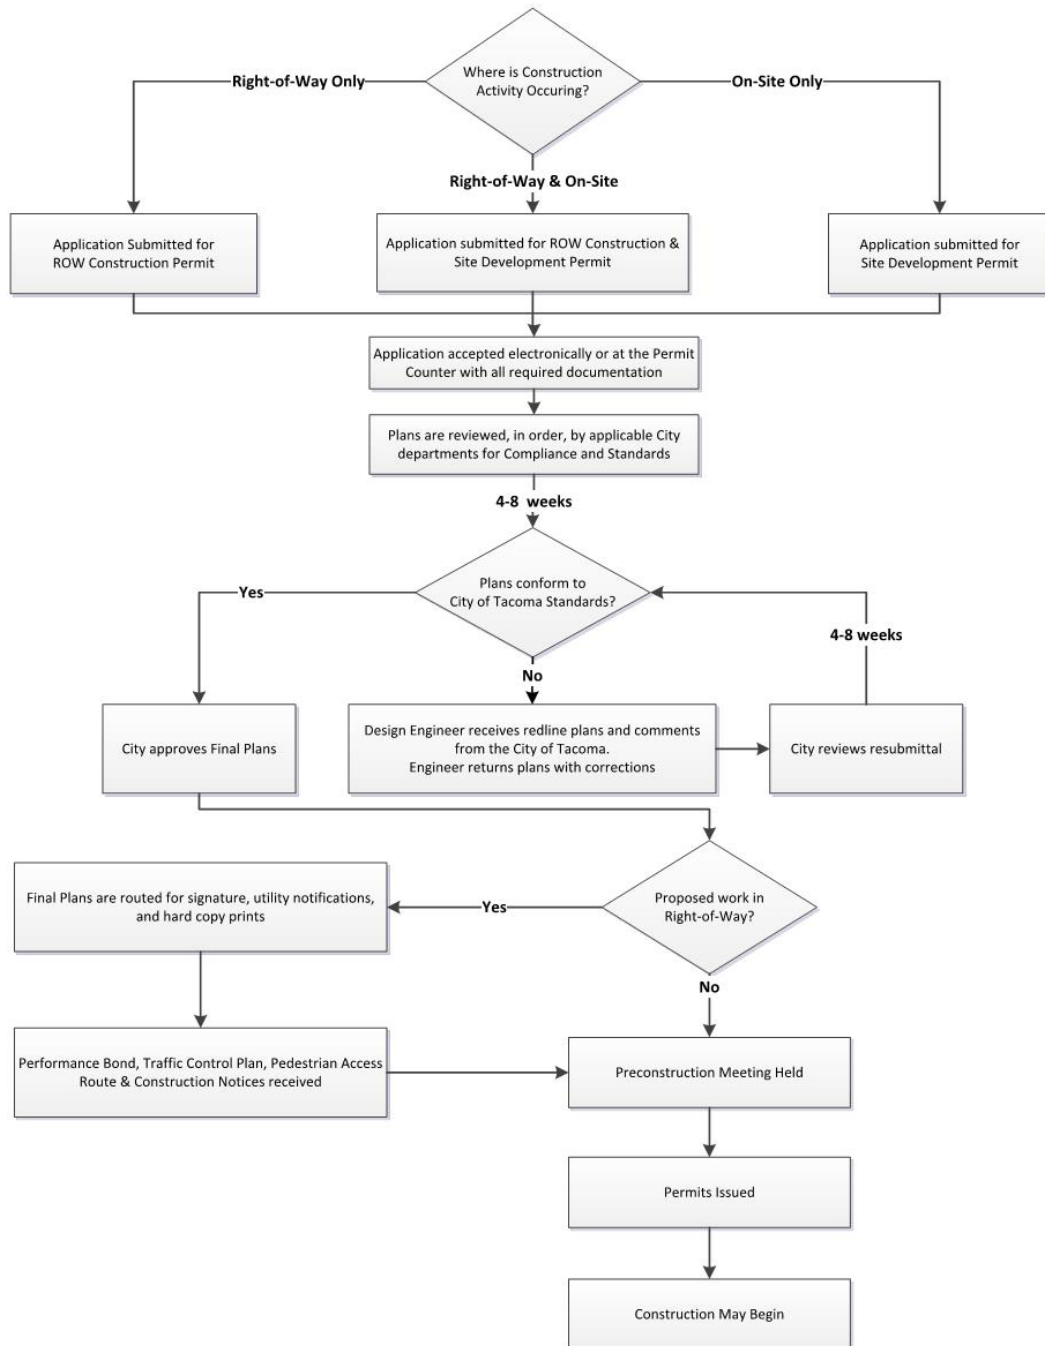 Where is Construction
Activity Occuring?
Right-of-Way Only
On-Site Only
Right-of-Way & On-Site
Application Submitted for
ROW Construction Permit
Application submitted for ROW Construction &
Site Development Permit
Application submitted for
Site Development Permit
Application accepted electronically or at the Permit
Counter with all required documentation
Plans are reviewed, in order, by applicable City
departments for Compliance and Standards
4-8 weeks
Plans conform to
City of Tacoma Standards?
Yes
4-8 weeks
No
City approves Final Plans
Design Engineer receives redline plans and comments
from the City of Tacoma.
Engineer returns plans with corrections
City reviews resubmittal
Proposed work in
Right-of-Way?
Yes
Final Plans are routed for signature, utility notifications,
and hard copy prints
No
Performance Bond, Traffic Control Plan, Pedestrian Access
Route & Construction Notices received
Preconstruction Meeting Held
Permits Issued
Construction May Begin